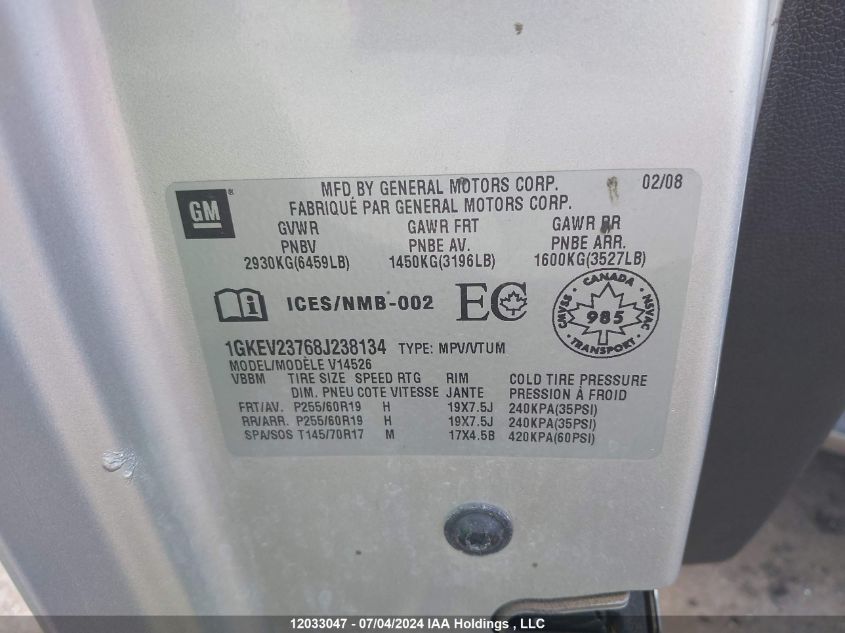 GM
MFD BY GENERAL MOTORS CORP. 02/08
FABRIQUÉ PAR GENERAL MOTORS CORP.
GVWR GAWR FRT GAWR RR
PNBV PNBE AV. PNBE ARR.
2930KG(6459LB) 1450KG(3196LB) 1600KG(3527LB)
i ICES/NMB-002 EC CANADA CMVSS NSVAC 985 TRANSPORT
1GKEV23768J238134 TYPE: MPV/VTUM
MODEL/MODÈLE V14526
VBBM TIRE SIZE SPEED RTG RIM COLD TIRE PRESSURE
DIM. PNEU COTE VITESSE JANTE PRESSION À FROID
FRT/AV. P255/60R19 H 19X7.5J 240KPA(35PSI)
RR/ARR. P255/60R19 H 19X7.5J 240KPA(35PSI)
SPA/SOS T145/70R17 M 17X4.5B 420KPA(60PSI)
12033047 - 07/04/2024 IAA Holdings , LLC